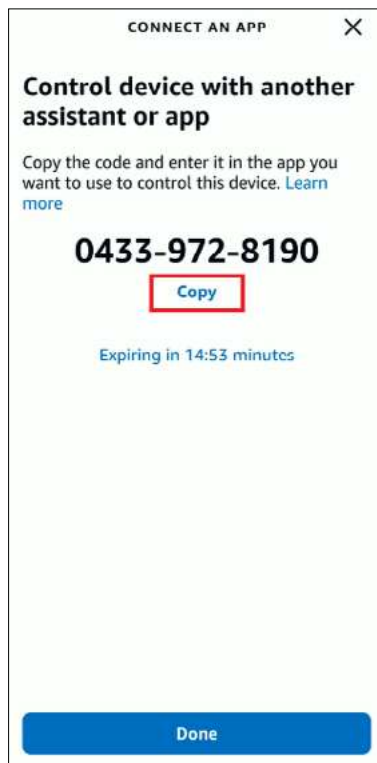 CONNECT AN APP
Control device with another
assistant or app
Copy the code and enter it in the app you
want to use to control this device. Learn
more
0433-972-8190
Copy
Expiring in 14:53 minutes
Done